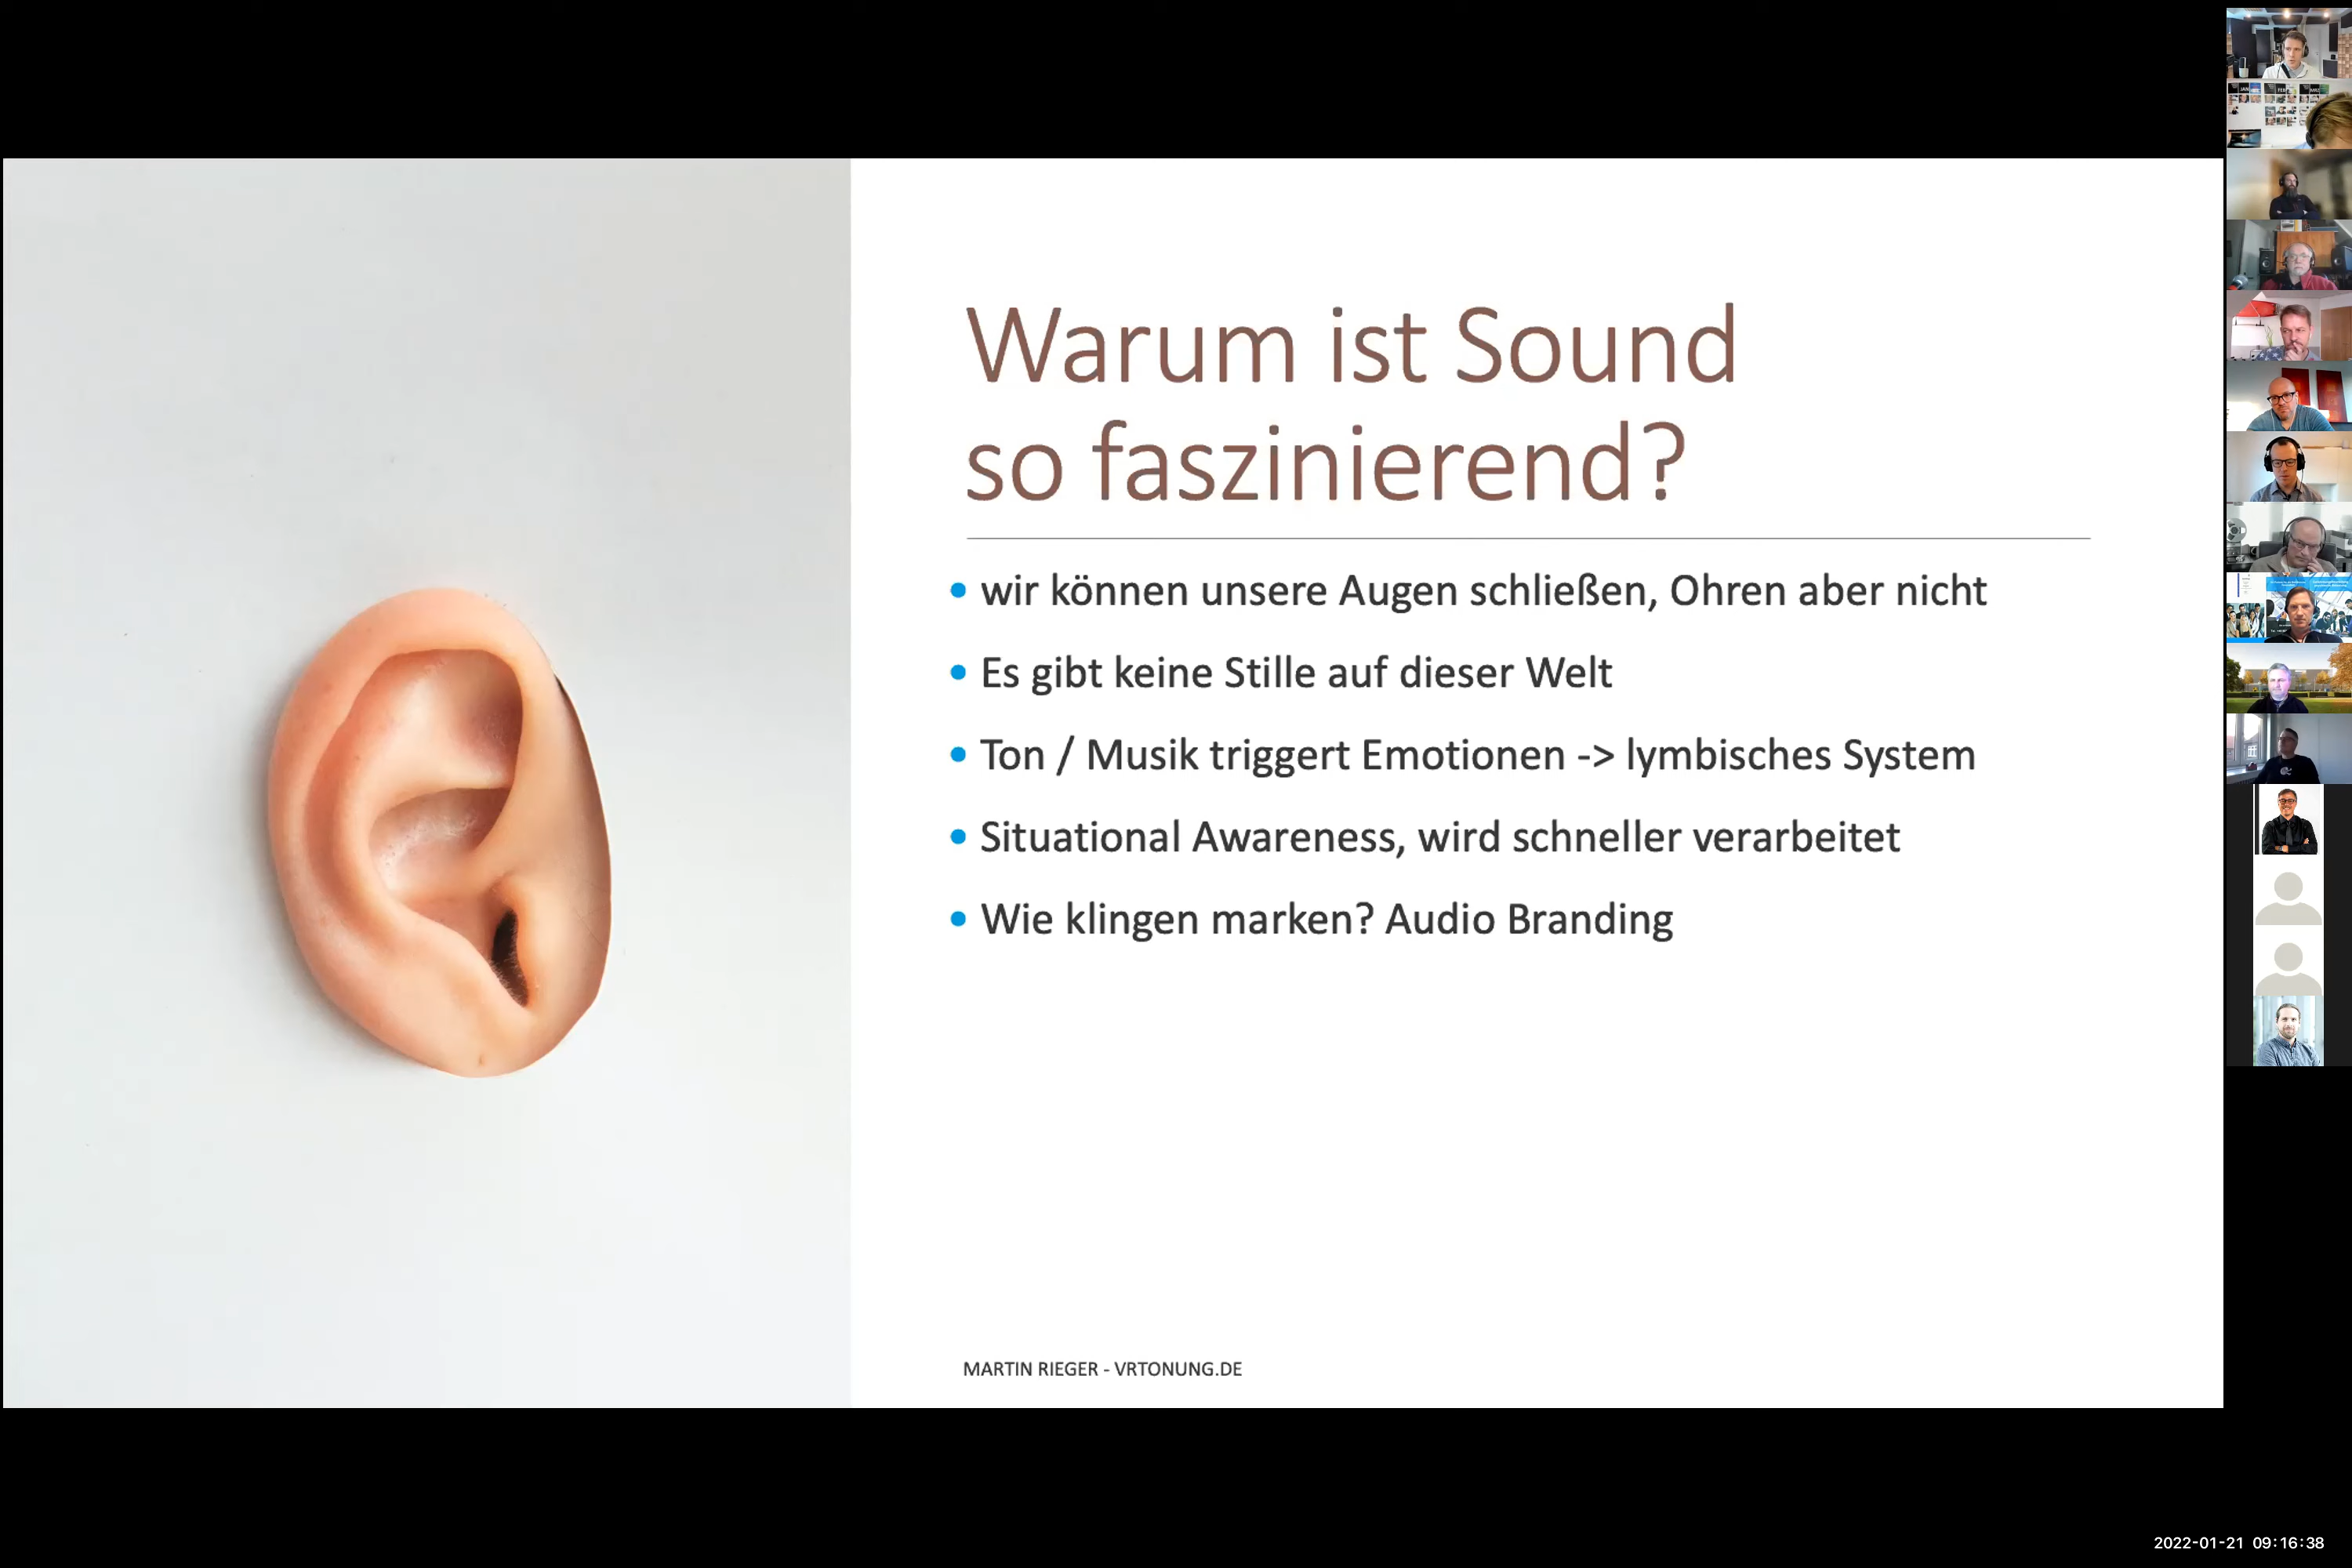 Warum ist Sound
so faszinierend?
• wir können unsere Augen schließen, Ohren aber nicht
• Es gibt keine Stille auf dieser Welt
• Ton / Musik triggert Emotionen -> lymbisches System
• Situational Awareness, wird schneller verarbeitet
• Wie klingen marken? Audio Branding
MARTIN RIEGER - VRTONUNG.DE
2022-01-21 09:16:38